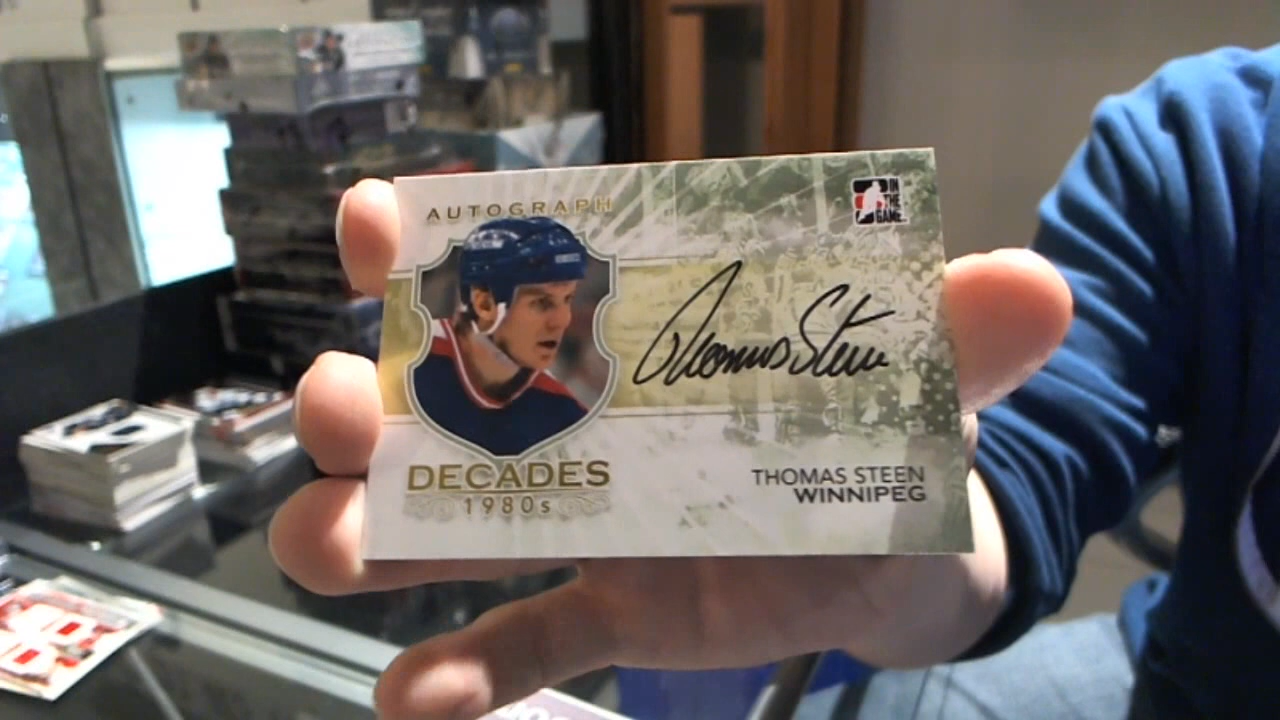 AUTOGRAPH
IN
THE
GAME
Thomas Steen
DECADES
1980s
THOMAS STEEN
WINNIPEG